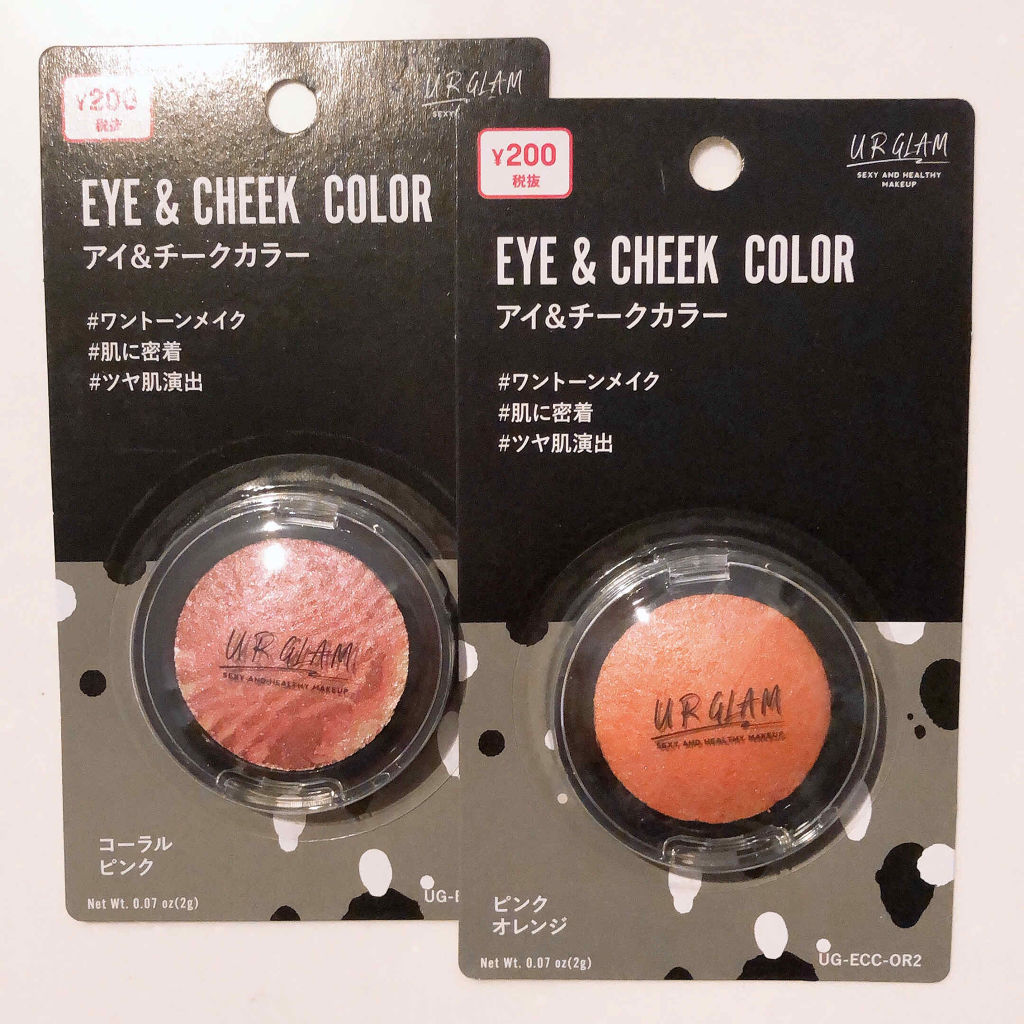 ¥200
税抜
UR GLAM
EYE & CHEEK COLOR
アイ&チークカラー
#ワントーンメイク
#肌に密着
#ツヤ肌演出
UR GLAM
SEXY AND HEALTHY MAKEUP
コーラル
ピンク
Net Wt. 0.07 oz(2g)
¥200
税抜
UR GLAM
SEXY AND HEALTHY
MAKEUP
EYE & CHEEK COLOR
アイ&チークカラー
#ワントーンメイク
#肌に密着
#ツヤ肌演出
UR GLAM
SEXY AND HEALTHY MAKEUP
ピンク
オレンジ
Net Wt. 0.07 oz(2g)
UG-ECC-OR2